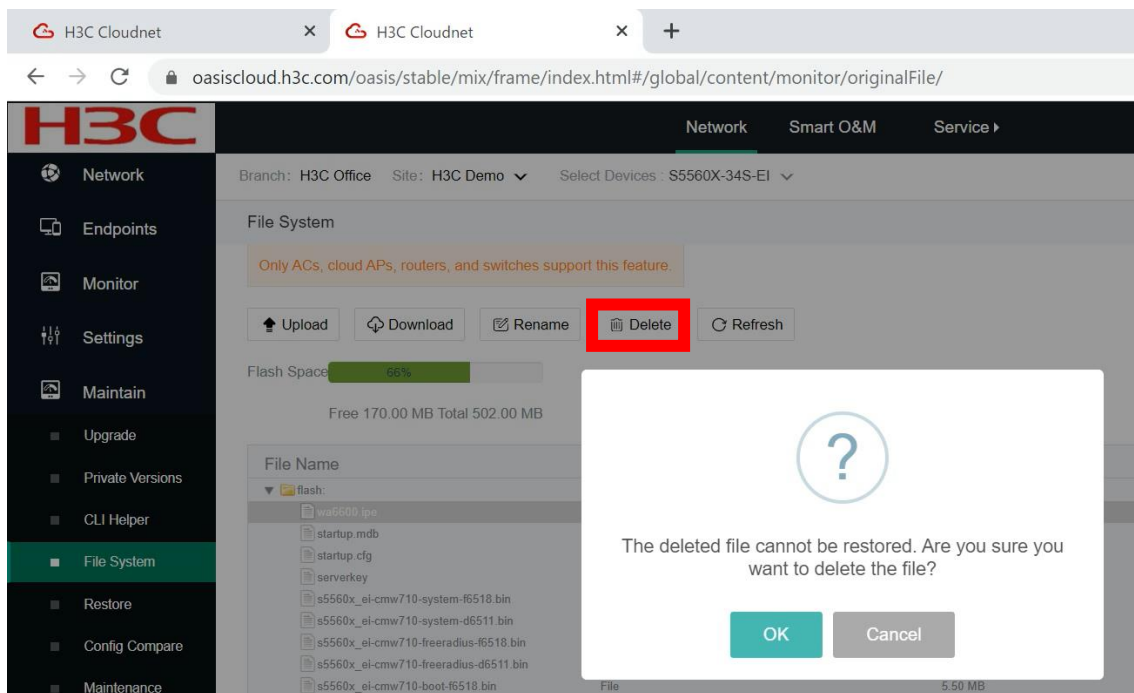 H3C Cloudnet
H3C Cloudnet
oasiscloud.h3c.com/oasis/stable/mix/frame/index.html#/global/content/monitor/originalFile/
H3C
Network Smart O&M Service
Network
Endpoints
Monitor
Settings
Maintain
Upgrade
Private Versions
CLI Helper
File System
Restore
Config Compare
Maintenance
Branch: H3C Office Site: H3C Demo Select Devices : S5560X-34S-EI
File System
Only ACs, cloud APs, routers, and switches support this feature.
Upload Download Rename Delete Refresh
Flash Space 66%
Free 170.00 MB Total 502.00 MB
File Name
flash:
wa6600.ipe
startup.mdb
startup.cfg
serverkey
s5560x_ei-cmw710-system-f6518.bin
s5560x_ei-cmw710-system-d6511.bin
s5560x_ei-cmw710-freeradius-f6518.bin
s5560x_ei-cmw710-freeradius-d6511.bin
s5560x_ei-cmw710-boot-f6518.bin File 5.50 MB
?
The deleted file cannot be restored. Are you sure you
want to delete the file?
OK Cancel